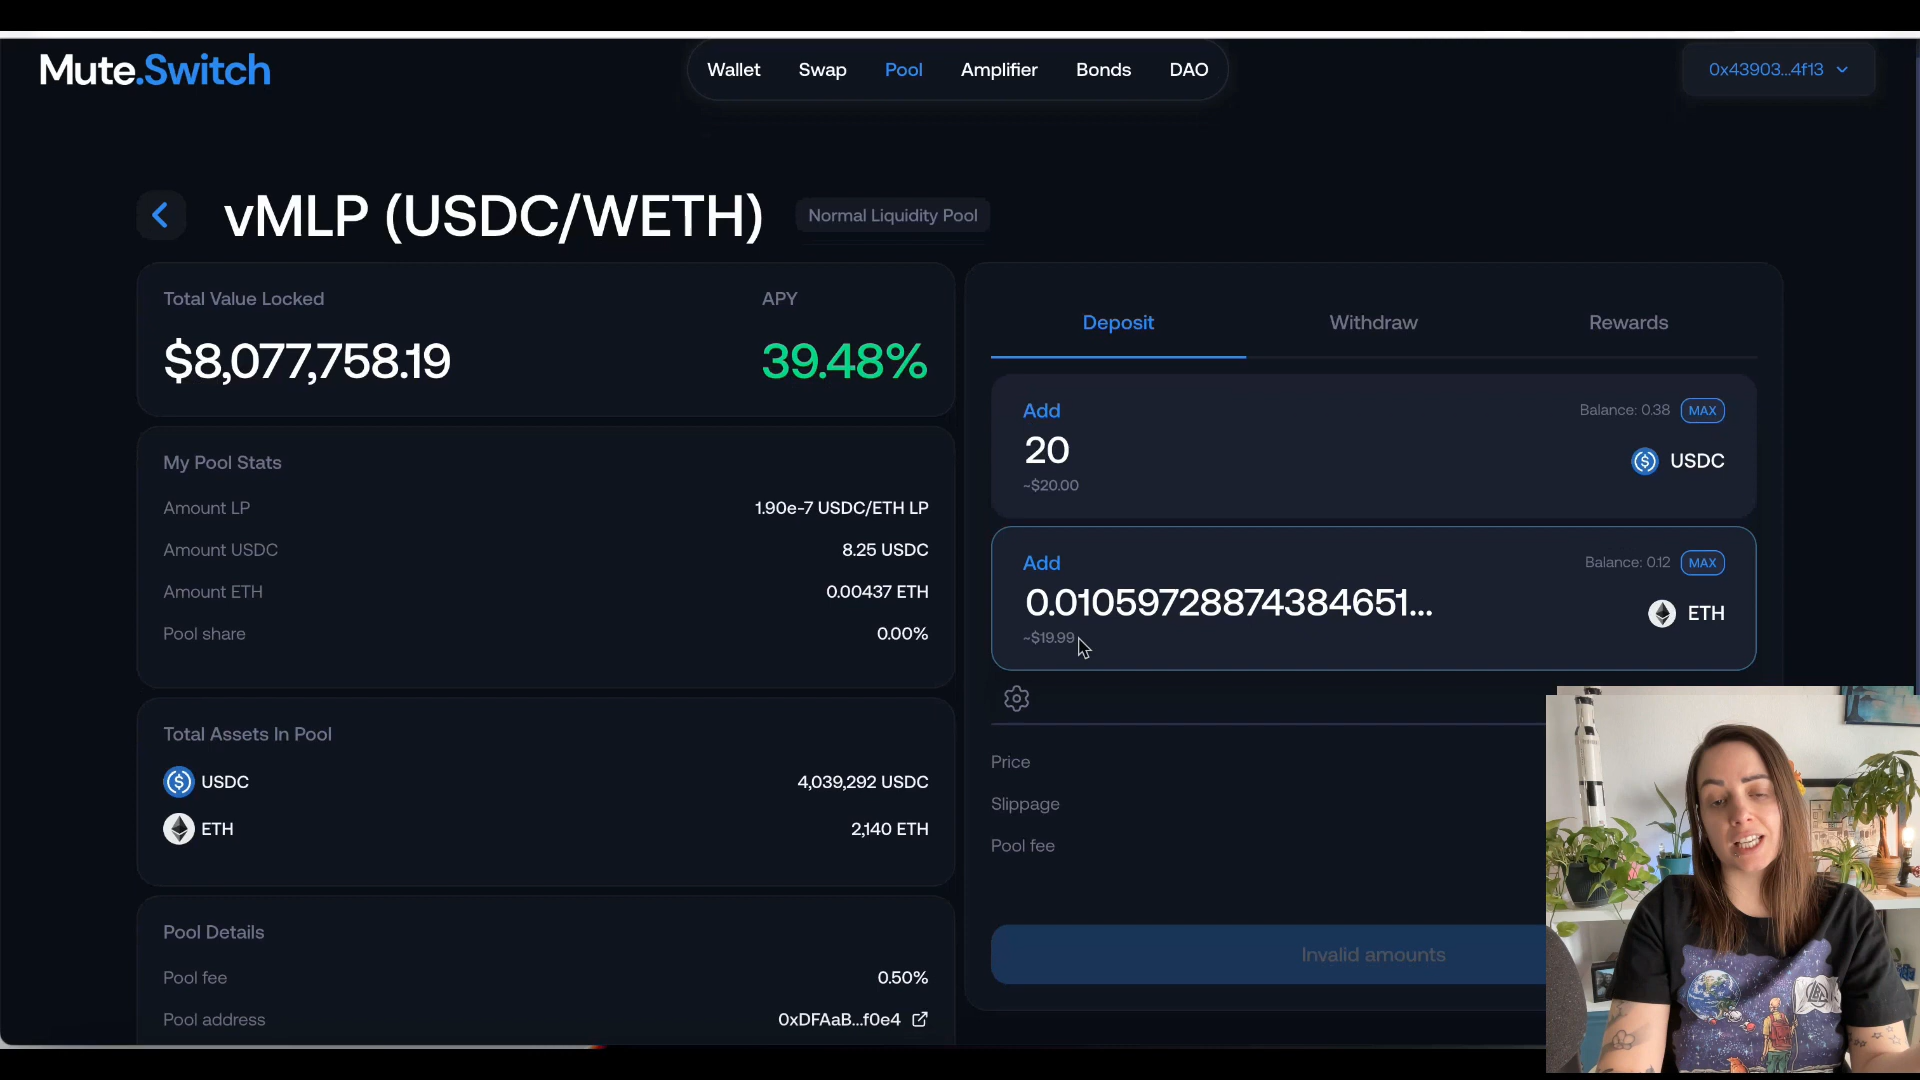 Mute.Switch
Wallet Swap Pool Amplifier Bonds DAO
0x43903...4f13
vMLP (USDC/WETH)
Normal Liquidity Pool
Total Value Locked APY
$8,077,758.19 39.48%
My Pool Stats
Amount LP 1.90e-7 USDC/ETH LP
Amount USDC 8.25 USDC
Amount ETH 0.00437 ETH
Pool share 0.00%
Total Assets In Pool
USDC 4,039,292 USDC
ETH 2,140 ETH
Pool Details
Pool fee 0.50%
Pool address 0xDFAaB...f0e4
Deposit Withdraw Rewards
Add Balance: 0.38 MAX
20 USDC
~$20.00
Add Balance: 0.12 MAX
0.01059728874384651... ETH
~$19.99
Price
Slippage
Pool fee
Invalid amounts